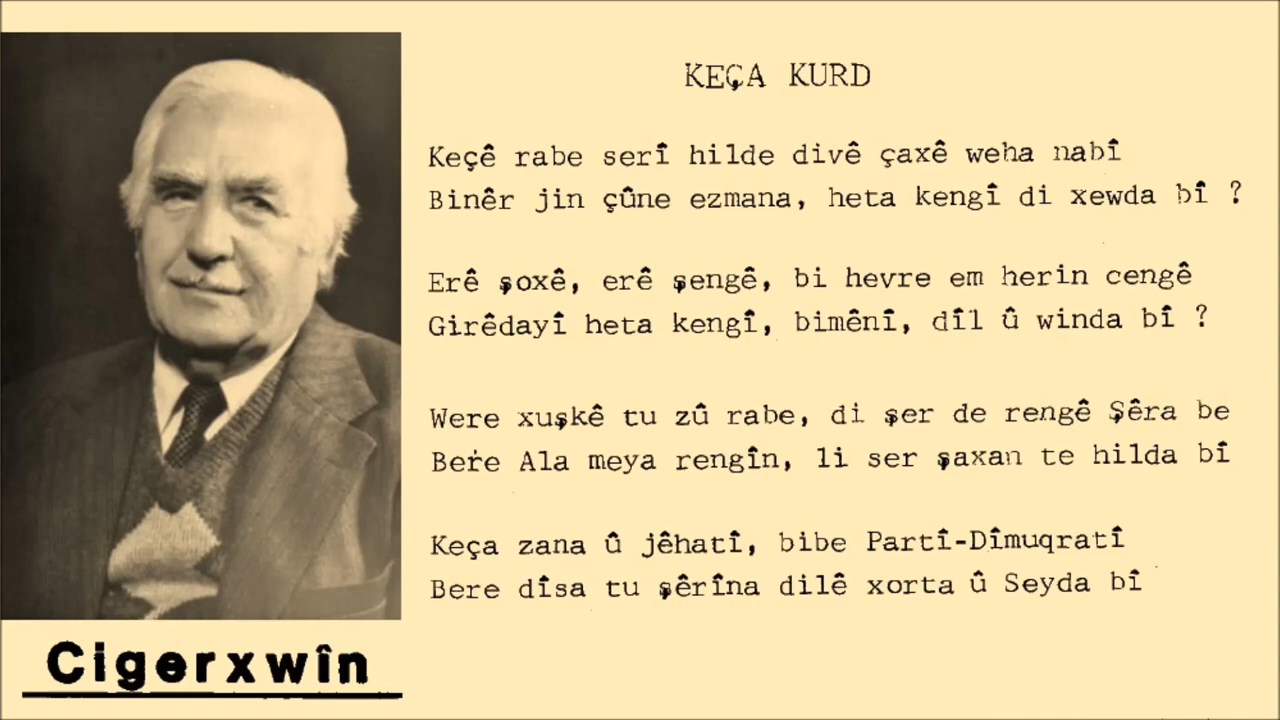 KEÇA KURD
Keçê rabe serî hilde divê çaxê weha nabî
Binêr jin çûne ezmana, heta kengî di xewda bî ?
Erê şoxê, erê şengê, bi hevre em herin cengê
Girêdayî heta kengî, bimênî, dîl û winda bî ?
Were xuşkê tu zû rabe, di şer de rengê Şêra be
Beṙe Ala meya rengîn, li ser şaxan te hilda bî
Keça zana û jêhatî, bibe Partî-Dîmuqratî
Bere dîsa tu şêrîna dilê xorta û Seyda bî
Cigerxwîn